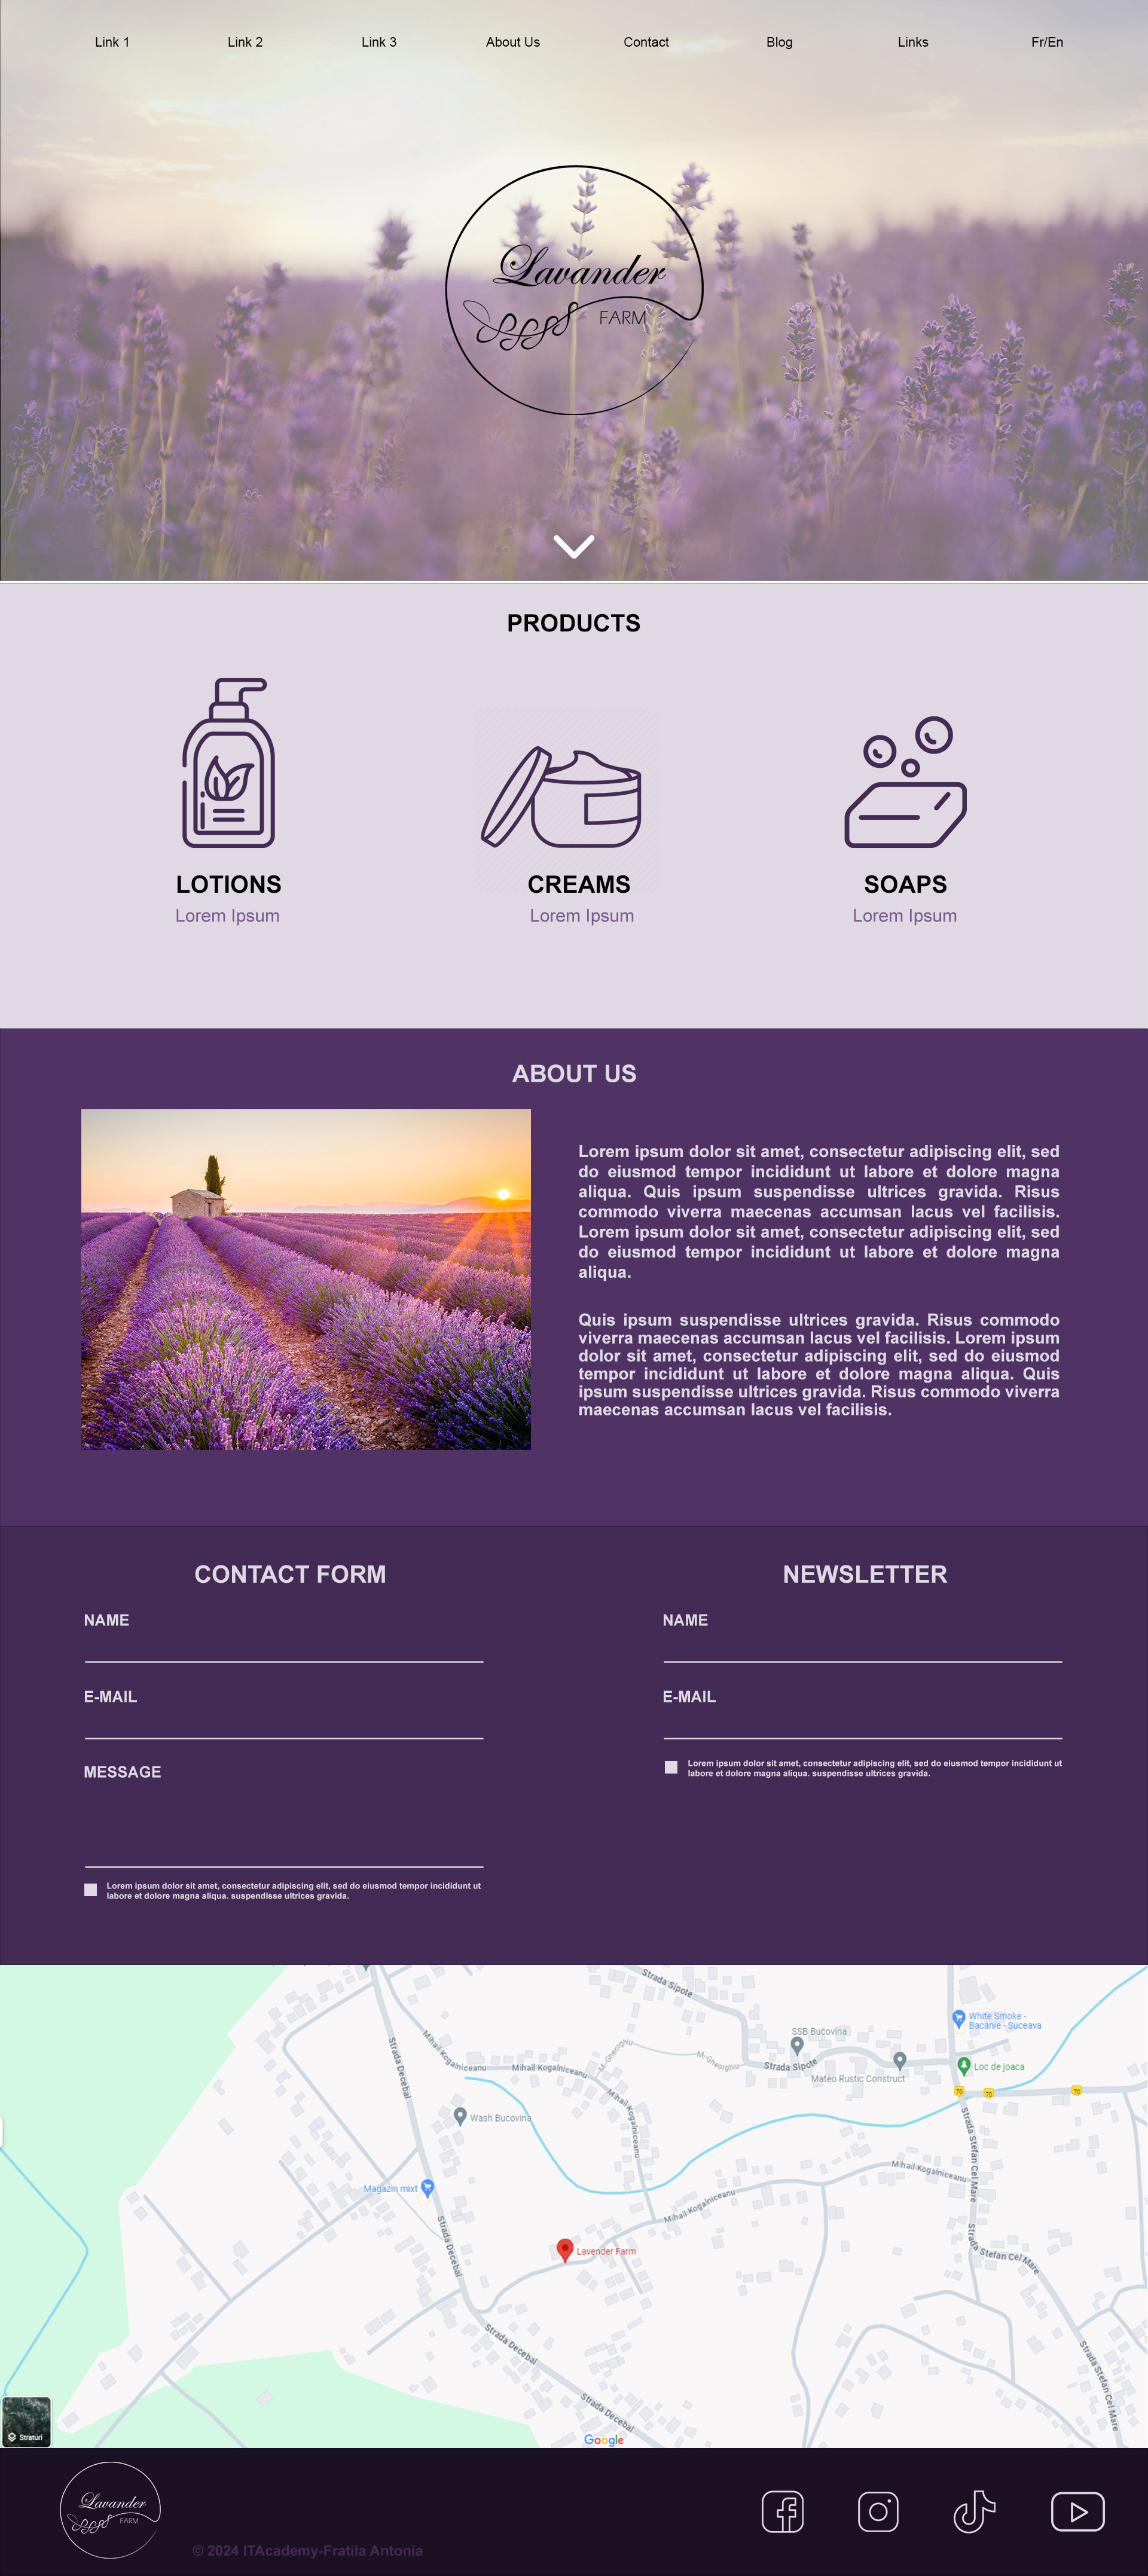 Link 1 Link 2 Link 3 About Us Contact Blog Links Fr/En
Lavander
FARM
PRODUCTS
LOTIONS CREAMS SOAPS
Lorem Ipsum Lorem Ipsum Lorem Ipsum
ABOUT US
Lorem ipsum dolor sit amet, consectetur adipiscing elit, sed
do eiusmod tempor incididunt ut labore et dolore magna
aliqua. Quis ipsum suspendisse ultrices gravida. Risus
commodo viverra maecenas accumsan lacus vel facilisis.
Lorem ipsum dolor sit amet, consectetur adipiscing elit, sed
do eiusmod tempor incididunt ut labore et dolore magna
aliqua.
Quis ipsum suspendisse ultrices gravida. Risus commodo
viverra maecenas accumsan lacus vel facilisis. Lorem ipsum
dolor sit amet, consectetur adipiscing elit, sed do eiusmod
tempor incididunt ut labore et dolore magna aliqua. Quis
ipsum suspendisse ultrices gravida. Risus commodo viverra
maecenas accumsan lacus vel facilisis.
CONTACT FORM
NAME
E-MAIL
MESSAGE
Lorem ipsum dolor sit amet, consectetur adipiscing elit, sed do eiusmod tempor incididunt ut
labore et dolore magna aliqua. suspendisse ultrices gravida.
NEWSLETTER
NAME
E-MAIL
Lorem ipsum dolor sit amet, consectetur adipiscing elit, sed do eiusmod tempor incididunt ut
labore et dolore magna aliqua. suspendisse ultrices gravida.
Strada Sipote
White Smoke -
Bacanie - Suceava
SSB Bucovina
Strada Decebal
Mihail Kogalniceanu
Mihail Kogalniceanu
M. Gheorghiu
M. Gheorghiu
Strada Sipote
Loc de joaca
Mateo Rustic Construct
Mihail Kogalniceanu
Wash Bucovina
Strada Stefan Cel Mare
Mihail Kogalniceanu
Magazin mixt
Mihail Kogalniceanu
Strada Decebal
Lavender Farm
Strada Stefan Cel Mare
Strada Decebal
Strada Stefan Cel Mare
Strada Decebal
Straturi
Google
Lavander
FARM
© 2024 ITAcademy-Fratila Antonia